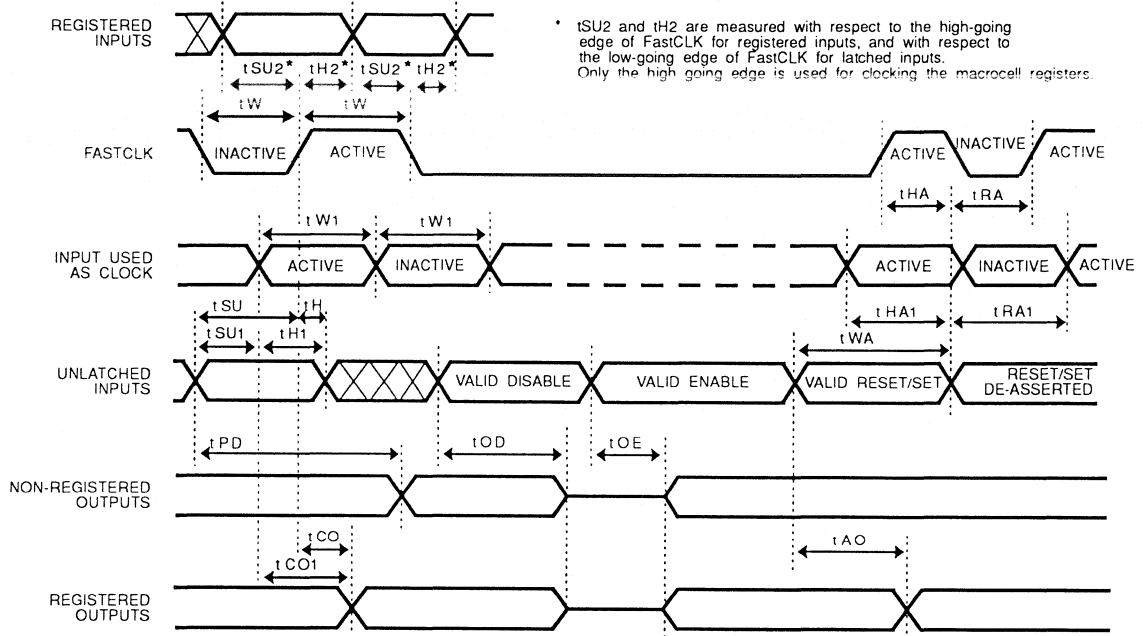 REGISTERED
INPUTS
* tSU2 and tH2 are measured with respect to the high-going
edge of FastCLK for registered inputs, and with respect to
the low-going edge of FastCLK for latched inputs.
Only the high going edge is used for clocking the macrocell registers.
tSU2* tH2* tSU2* tH2*
tW tW
FASTCLK
INACTIVE ACTIVE ACTIVE INACTIVE ACTIVE
tHA tRA
tW1 tW1
INPUT USED
AS CLOCK
ACTIVE INACTIVE ACTIVE INACTIVE ACTIVE
tSU tH
tHA1 tRA1
tSU1 tH1
tWA
UNLATCHED
INPUTS
VALID DISABLE VALID ENABLE VALID RESET/SET
RESET/SET
DE-ASSERTED
tPD tOD tOE
NON-REGISTERED
OUTPUTS
tCO tAO
tCO1
REGISTERED
OUTPUTS